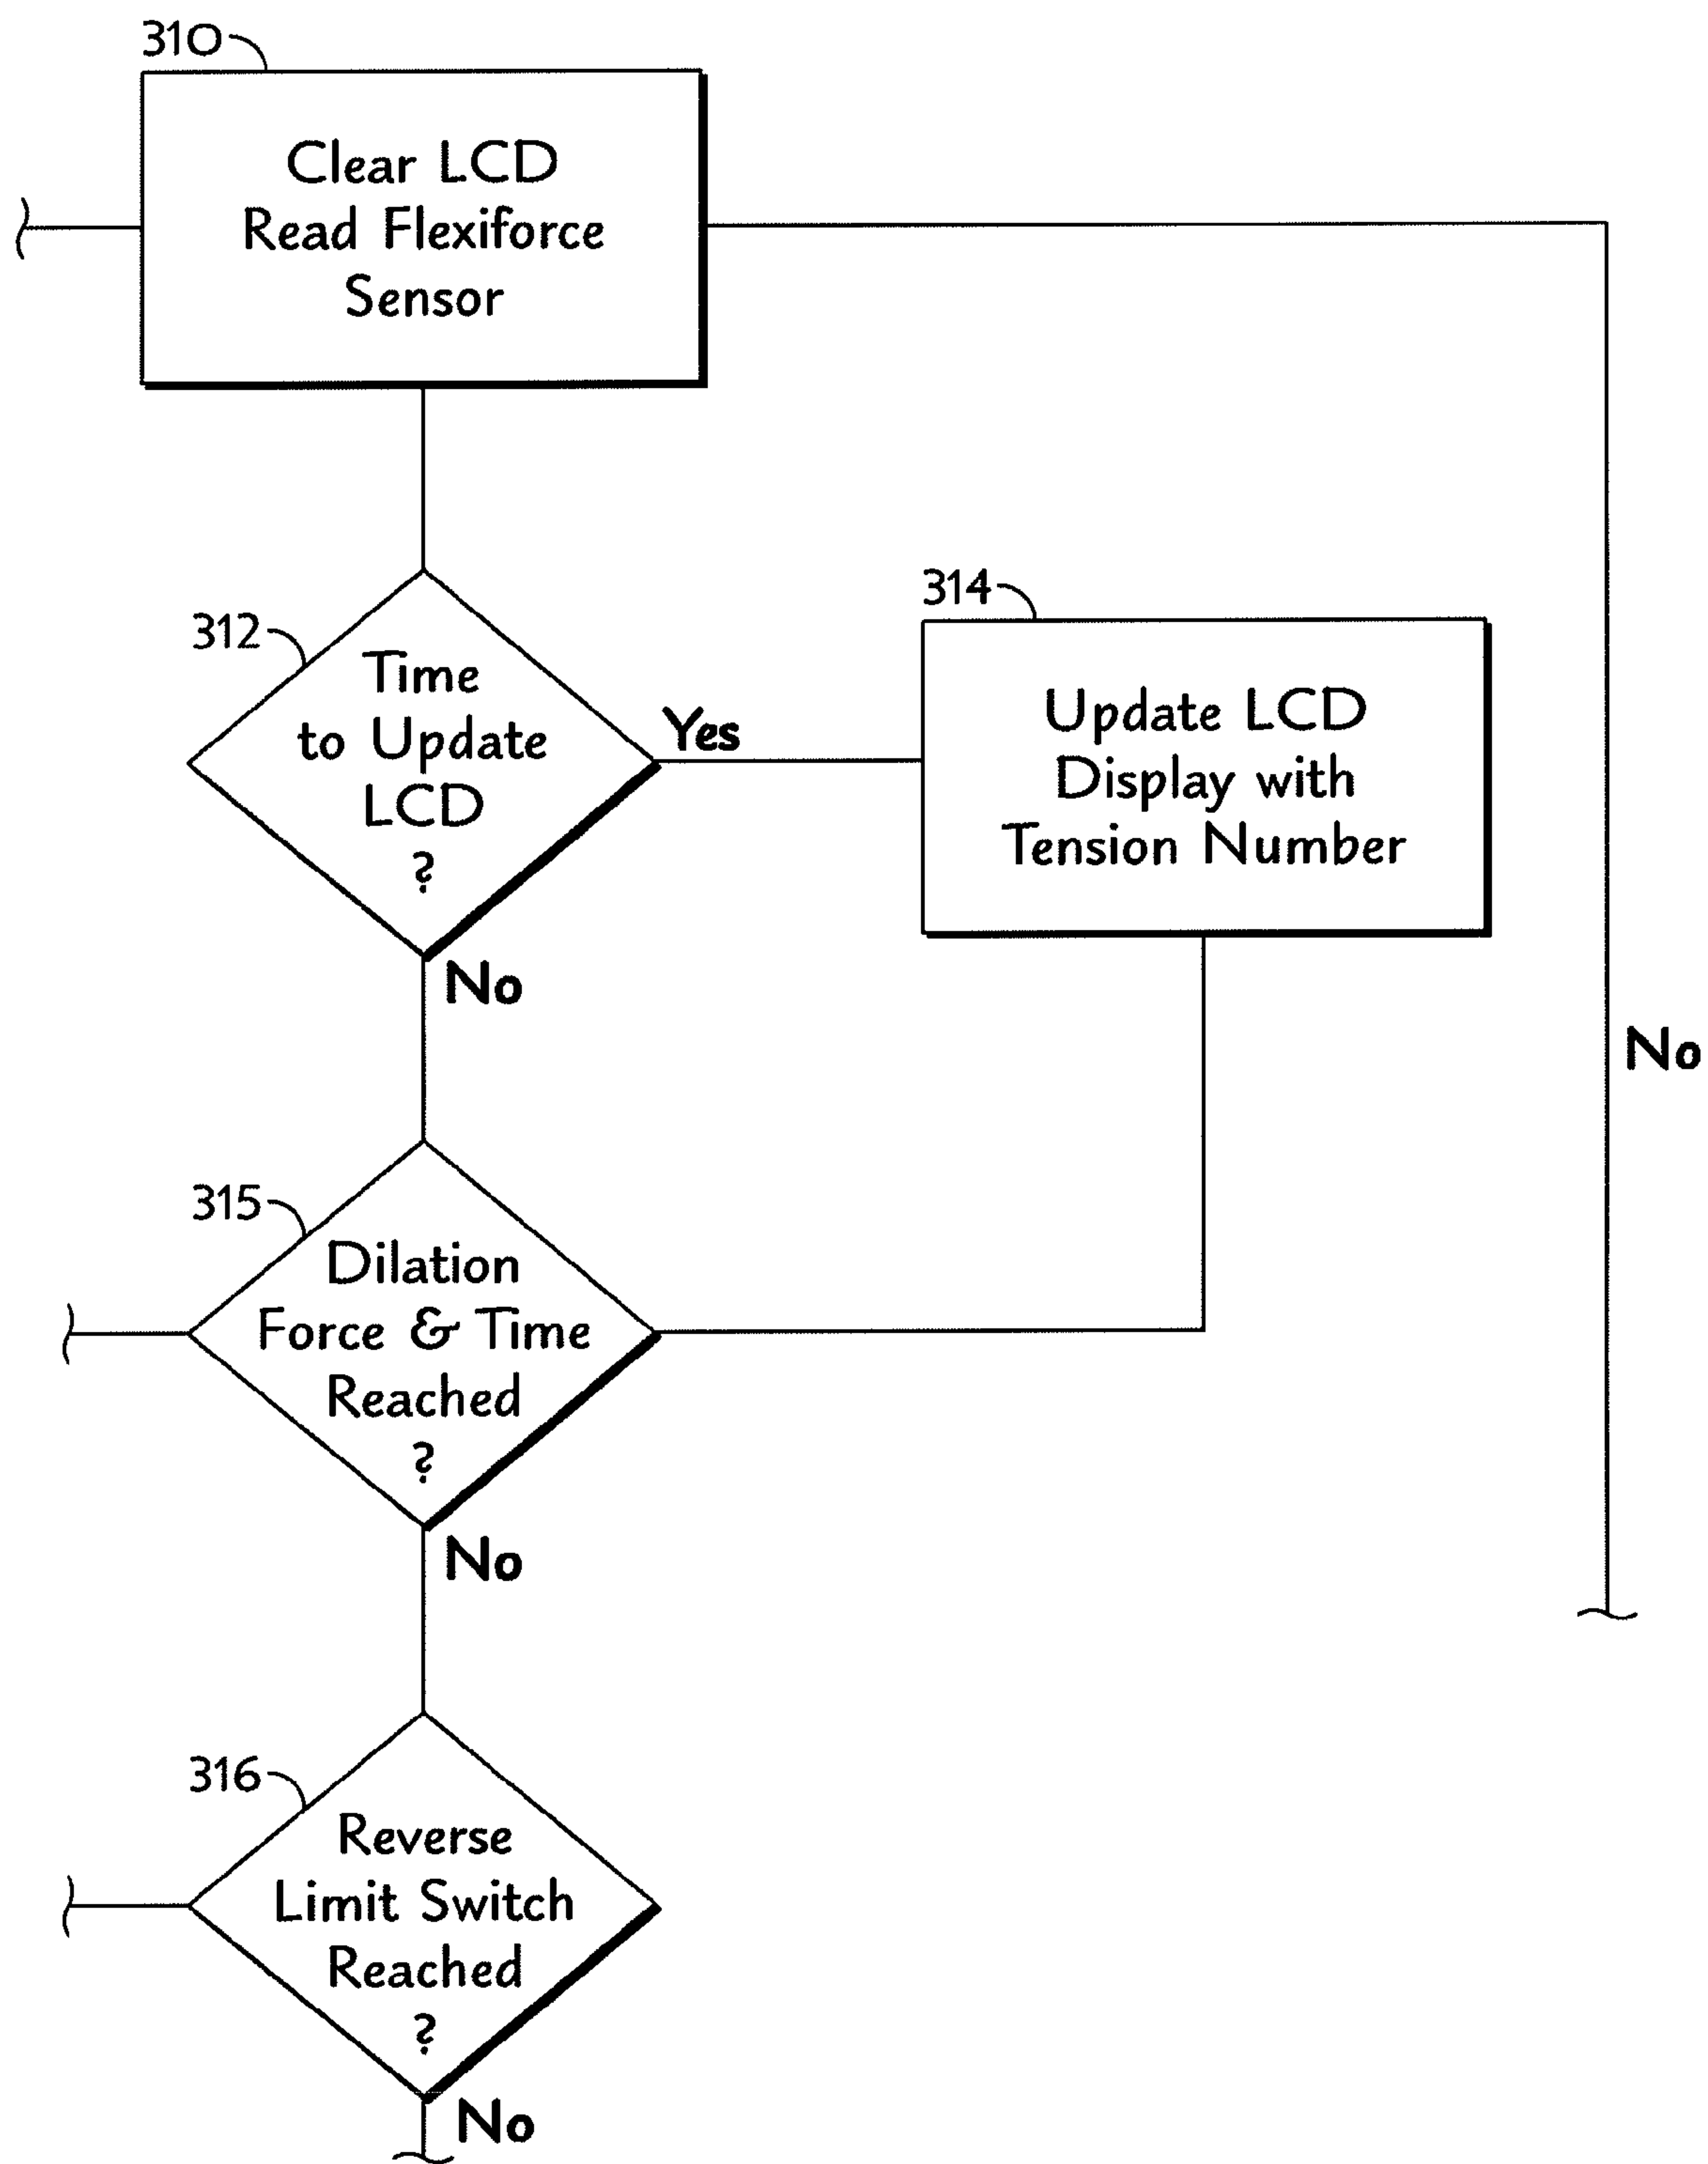 310
Clear LCD
Read Flexiforce
Sensor
312
Time
to Update
LCD
?
Yes
314
Update LCD
Display with
Tension Number
No
No
315
Dilation
Force & Time
Reached
?
No
316
Reverse
Limit Switch
Reached
?
No